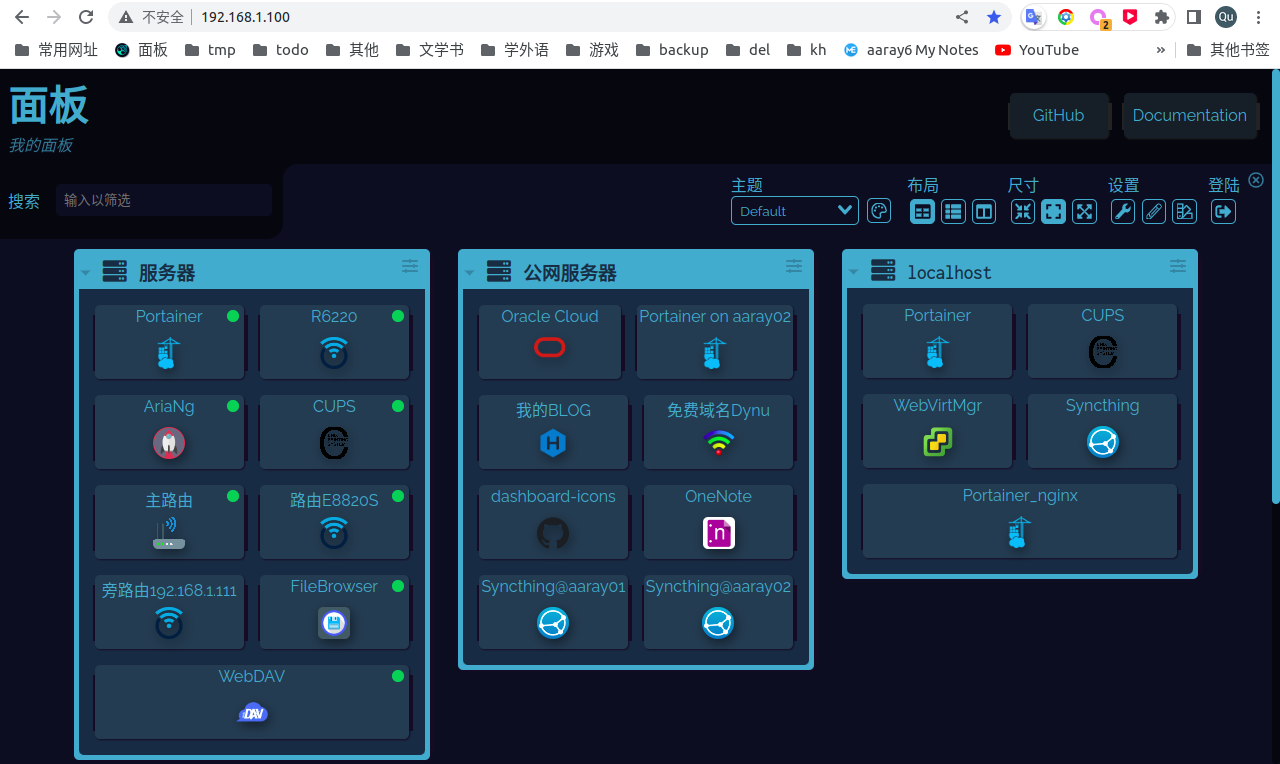 不安全 192.168.1.100 2 Qu
常用网址 面板 tmp todo 其他 文学书 学外语 游戏 backup del kh aaray6 My Notes YouTube » 其他书签
面板
我的面板
GitHub Documentation
搜索 输入以筛选
主题 布局 尺寸 设置 登陆
Default
服务器
Portainer R6220
AriaNg CUPS
主路由 路由E8820S
旁路由192.168.1.111 FileBrowser
WebDAV
DAV
公网服务器
Oracle Cloud Portainer on aaray02
我的BLOG 免费域名Dynu
H
dashboard-icons OneNote
n
Syncthing@aaray01 Syncthing@aaray02
localhost
Portainer CUPS
WebVirtMgr Syncthing
Portainer_nginx